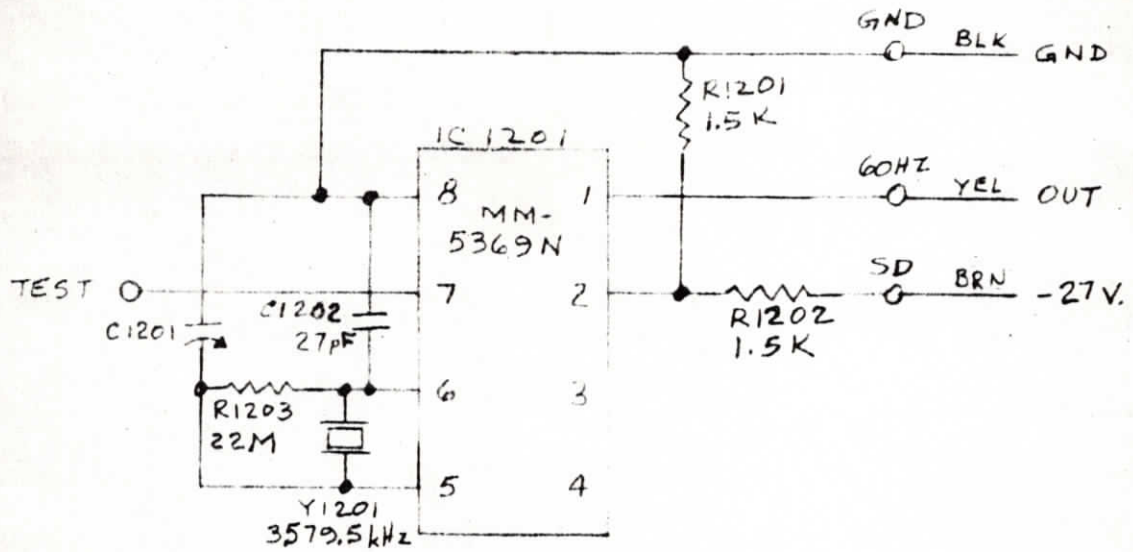 GND BLK GND
R1201
1.5K
IC 1201
60HZ YEL OUT
8 1
MM-
5369N
SD BRN -27V.
TEST 7 2
C1202
27pF
C1201
R1202
1.5K
6 3
R1203
22M
5 4
Y1201
3579.5kHz